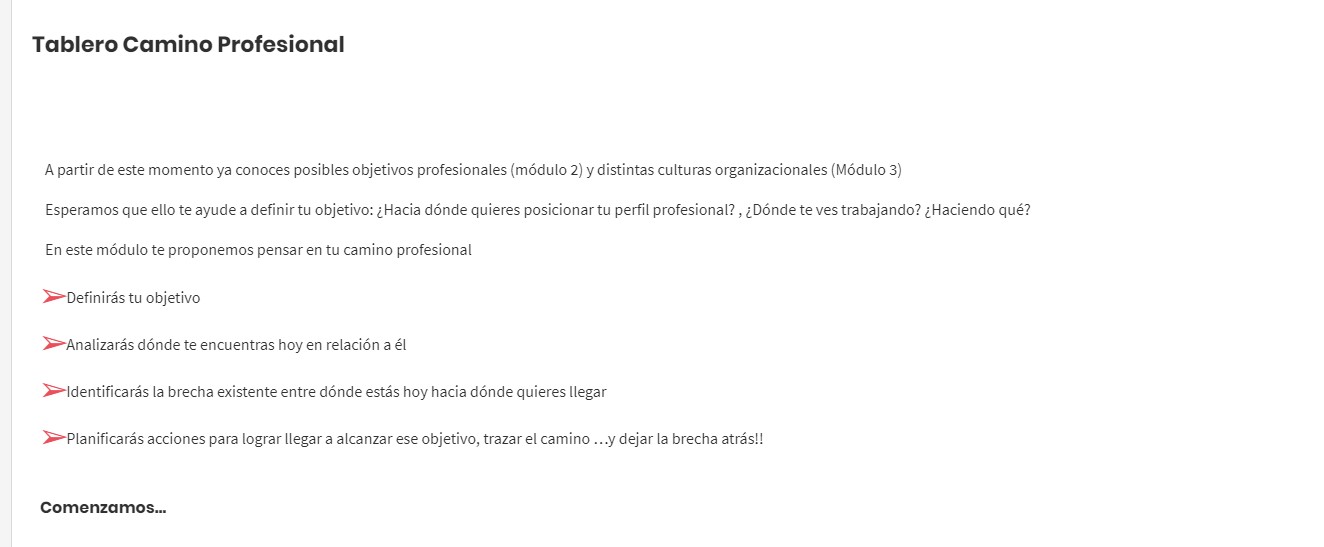 Tablero Camino Profesional
A partir de este momento ya conoces posibles objetivos profesionales (módulo 2) y distintas culturas organizacionales (Módulo 3)
Esperamos que ello te ayude a definir tu objetivo: ¿Hacia dónde quieres posicionar tu perfil profesional? , ¿Dónde te ves trabajando? ¿Haciendo qué?
En este módulo te proponemos pensar en tu camino profesional
➢Definirás tu objetivo
➢Analizarás dónde te encuentras hoy en relación a él
➢Identificarás la brecha existente entre dónde estás hoy hacia dónde quieres llegar
➢Planificarás acciones para lograr llegar a alcanzar ese objetivo, trazar el camino …y dejar la brecha atrás!!
Comenzamos...